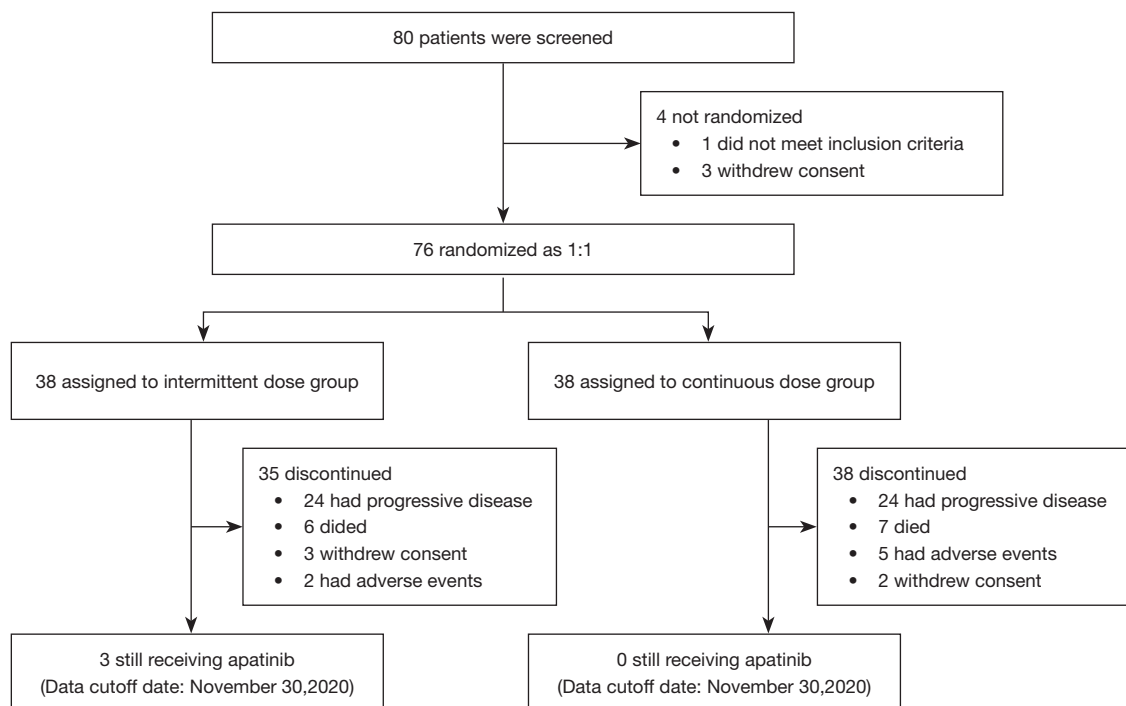 80 patients were screened
4 not randomized
• 1 did not meet inclusion criteria
• 3 withdrew consent
76 randomized as 1:1
38 assigned to intermittent dose group
38 assigned to continuous dose group
35 discontinued
• 24 had progressive disease
• 6 dided
• 3 withdrew consent
• 2 had adverse events
38 discontinued
• 24 had progressive disease
• 7 died
• 5 had adverse events
• 2 withdrew consent
3 still receiving apatinib
(Data cutoff date: November 30,2020)
0 still receiving apatinib
(Data cutoff date: November 30,2020)